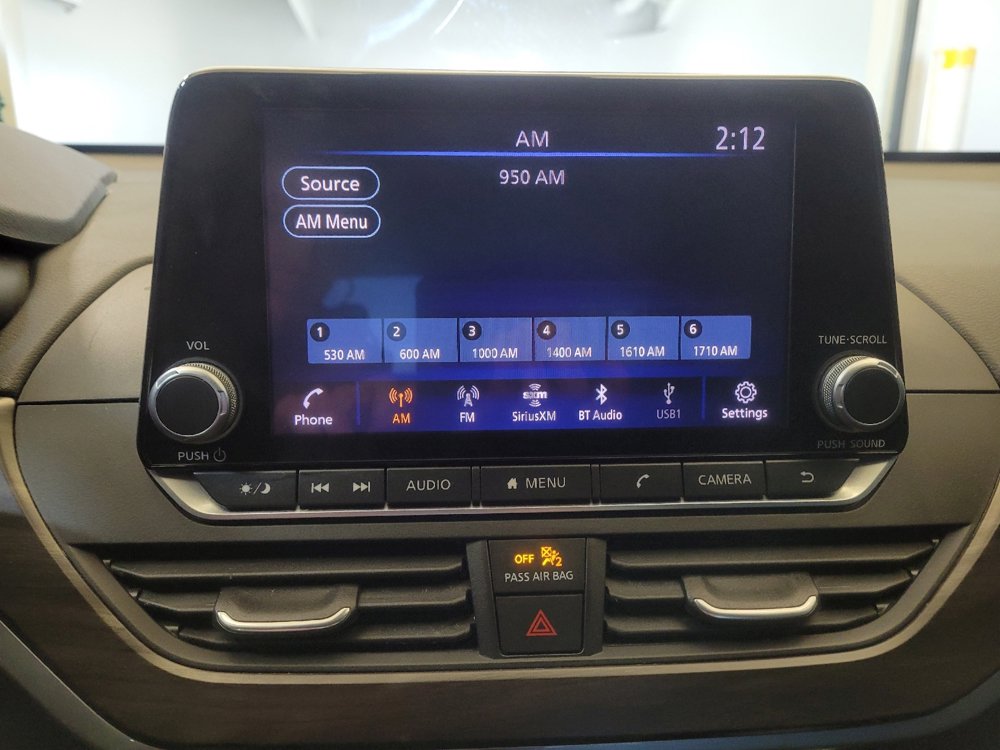 AM
2:12
Source
950 AM
AM Menu
VOL
TUNE·SCROLL
1
2
3
4
5
6
530 AM
600 AM
1000 AM
1400 AM
1610 AM
1710 AM
Phone
AM
FM
sxm
SiriusXM
BT Audio
USB1
Settings
PUSH
PUSH SOUND
AUDIO
MENU
CAMERA
OFF
2
PASS AIR BAG